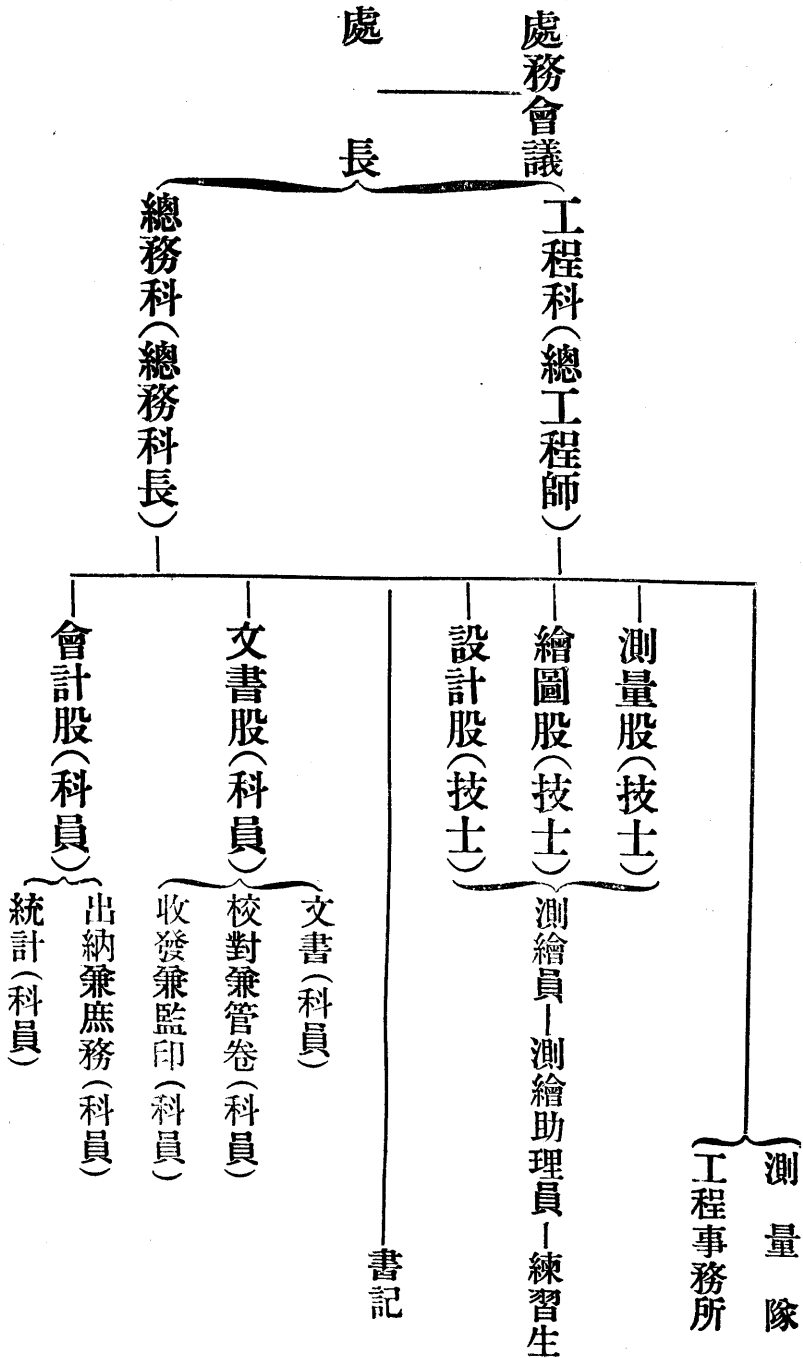 處務會議
處長
工程科（總工程師）
總務科（總務科長）
測量隊
工程事務所
測量股（技士）
繪圖股（技士）
設計股（技士）
測繪員－測繪助理員－練習生
書記
文書股（科員）
文書（科員）
校對兼管卷（科員）
收發兼監印（科員）
會計股（科員）
出納兼庶務（科員）
統計（科員）